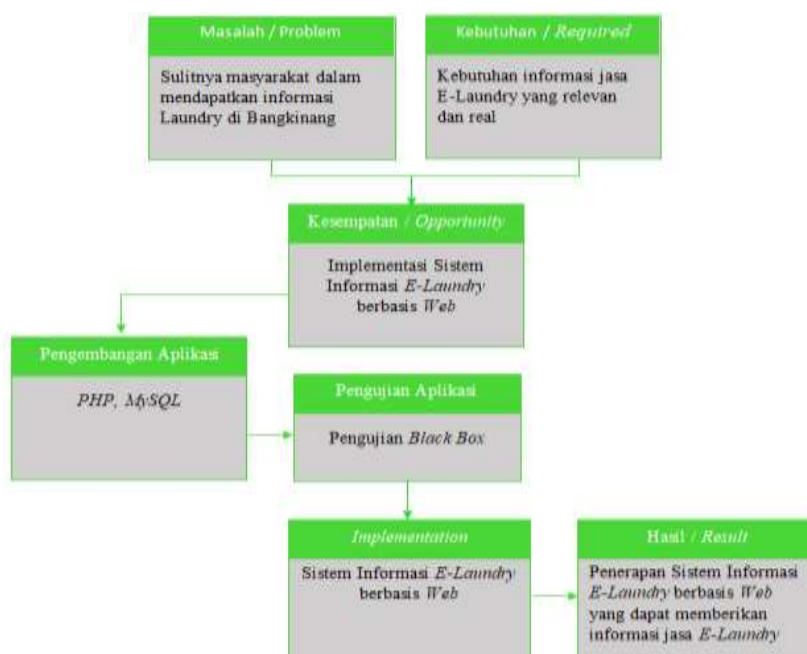 Masalah / Problem
Sulitnya masyarakat dalam
mendapatkan informasi
Laundry di Bangkinang
Kebutuhan / Required
Kebutuhan informasi jasa
E-Laundry yang relevan
dan real
Kesempatan / Opportunity
Implementasi Sistem
Informasi E-Laundry
berbasis Web
Pengembangan Aplikasi
PHP, MySQL
Pengujian Aplikasi
Pengujian Black Box
Implementation
Sistem Informasi E-Laundry
berbasis Web
Hasil / Result
Penerapan Sistem Informasi
E-Laundry berbasis Web
yang dapat memberikan
informasi jasa E-Laundry